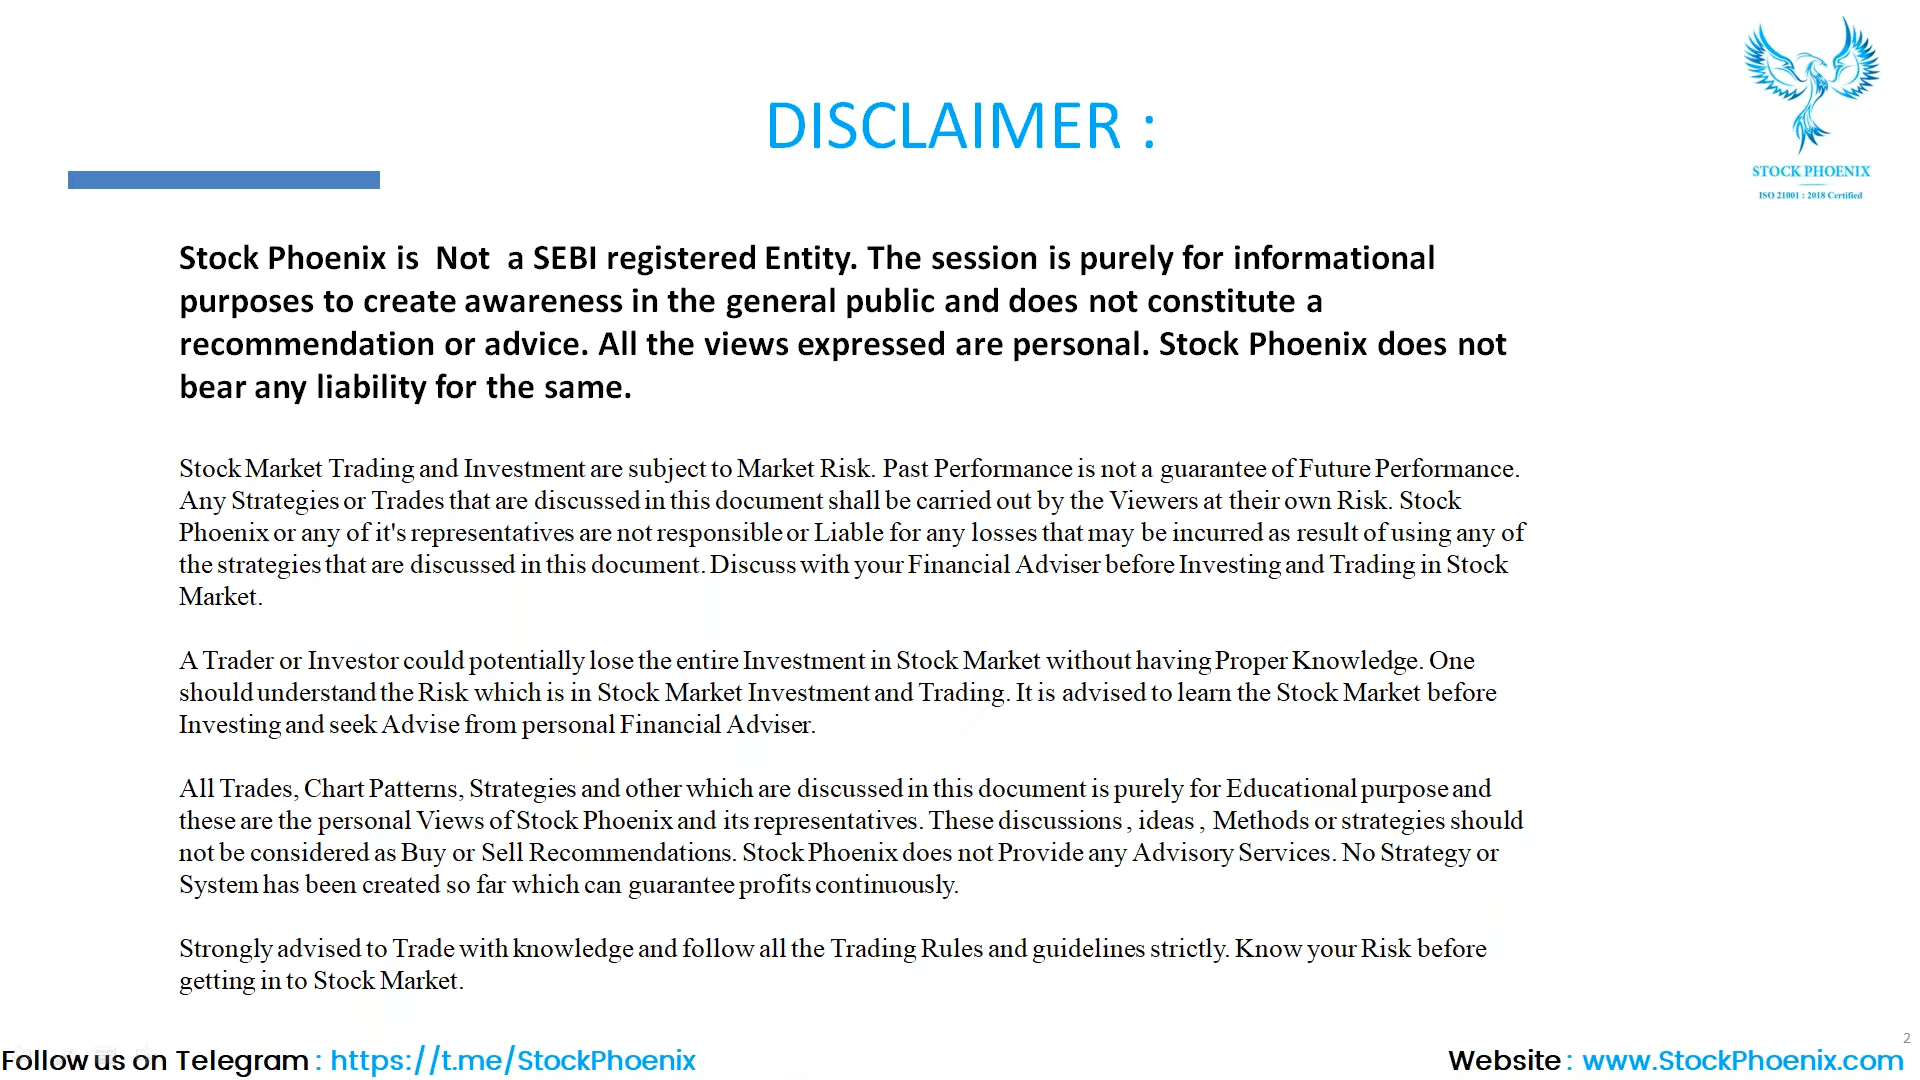 STOCK PHOENIX
ISO 21001 : 2018 Certified
DISCLAIMER :
Stock Phoenix is Not a SEBI registered Entity. The session is purely for informational
purposes to create awareness in the general public and does not constitute a
recommendation or advice. All the views expressed are personal. Stock Phoenix does not
bear any liability for the same.
Stock Market Trading and Investment are subject to Market Risk. Past Performance is not a guarantee of Future Performance.
Any Strategies or Trades that are discussed in this document shall be carried out by the Viewers at their own Risk. Stock
Phoenix or any of it's representatives are not responsible or Liable for any losses that may be incurred as result of using any of
the strategies that are discussed in this document. Discuss with your Financial Adviser before Investing and Trading in Stock
Market.
A Trader or Investor could potentially lose the entire Investment in Stock Market without having Proper Knowledge. One
should understand the Risk which is in Stock Market Investment and Trading. It is advised to learn the Stock Market before
Investing and seek Advise from personal Financial Adviser.
All Trades, Chart Patterns, Strategies and other which are discussed in this document is purely for Educational purpose and
these are the personal Views of Stock Phoenix and its representatives. These discussions , ideas , Methods or strategies should
not be considered as Buy or Sell Recommendations. Stock Phoenix does not Provide any Advisory Services. No Strategy or
System has been created so far which can guarantee profits continuously.
Strongly advised to Trade with knowledge and follow all the Trading Rules and guidelines strictly. Know your Risk before
getting in to Stock Market.
2
Follow us on Telegram : https://t.me/StockPhoenix
Website : www.StockPhoenix.com